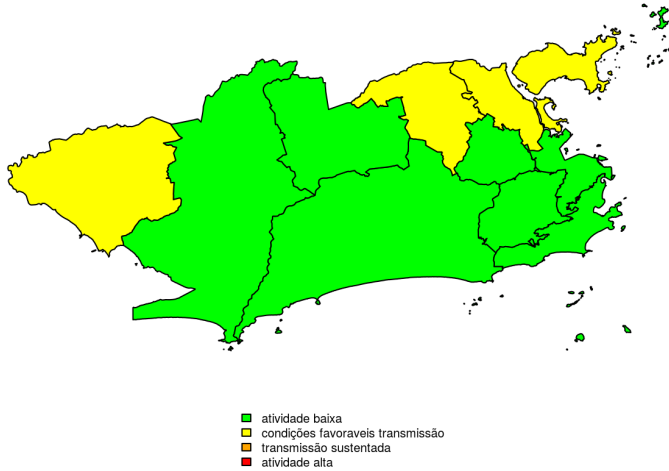 atividade baixa
condições favoraveis transmissão
transmissão sustentada
atividade alta